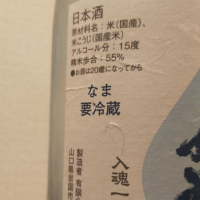 日本酒
原材料名：米(国産)、
米こうじ(国産米)
アルコール分：15度
精米歩合：55%
●お酒は20歳になってから
なま
要冷蔵
入魂一
製造者 有限会
山口県岩国市